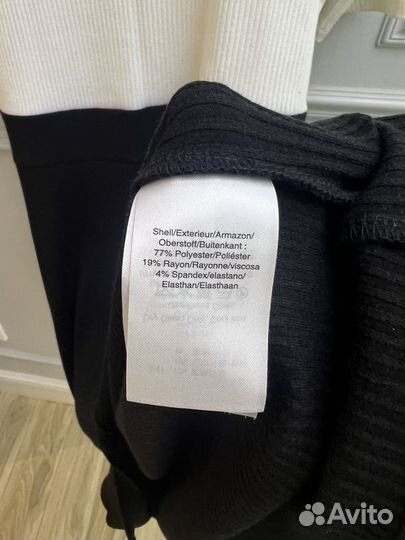 Shell/Exterieur/Armazon/
Oberstoff/Buitenkant :
77% Polyester/Poliéster
19% Rayon/Rayonne/viscosa
4% Spandex/elastano/
Elasthan/Elasthaan
Avito